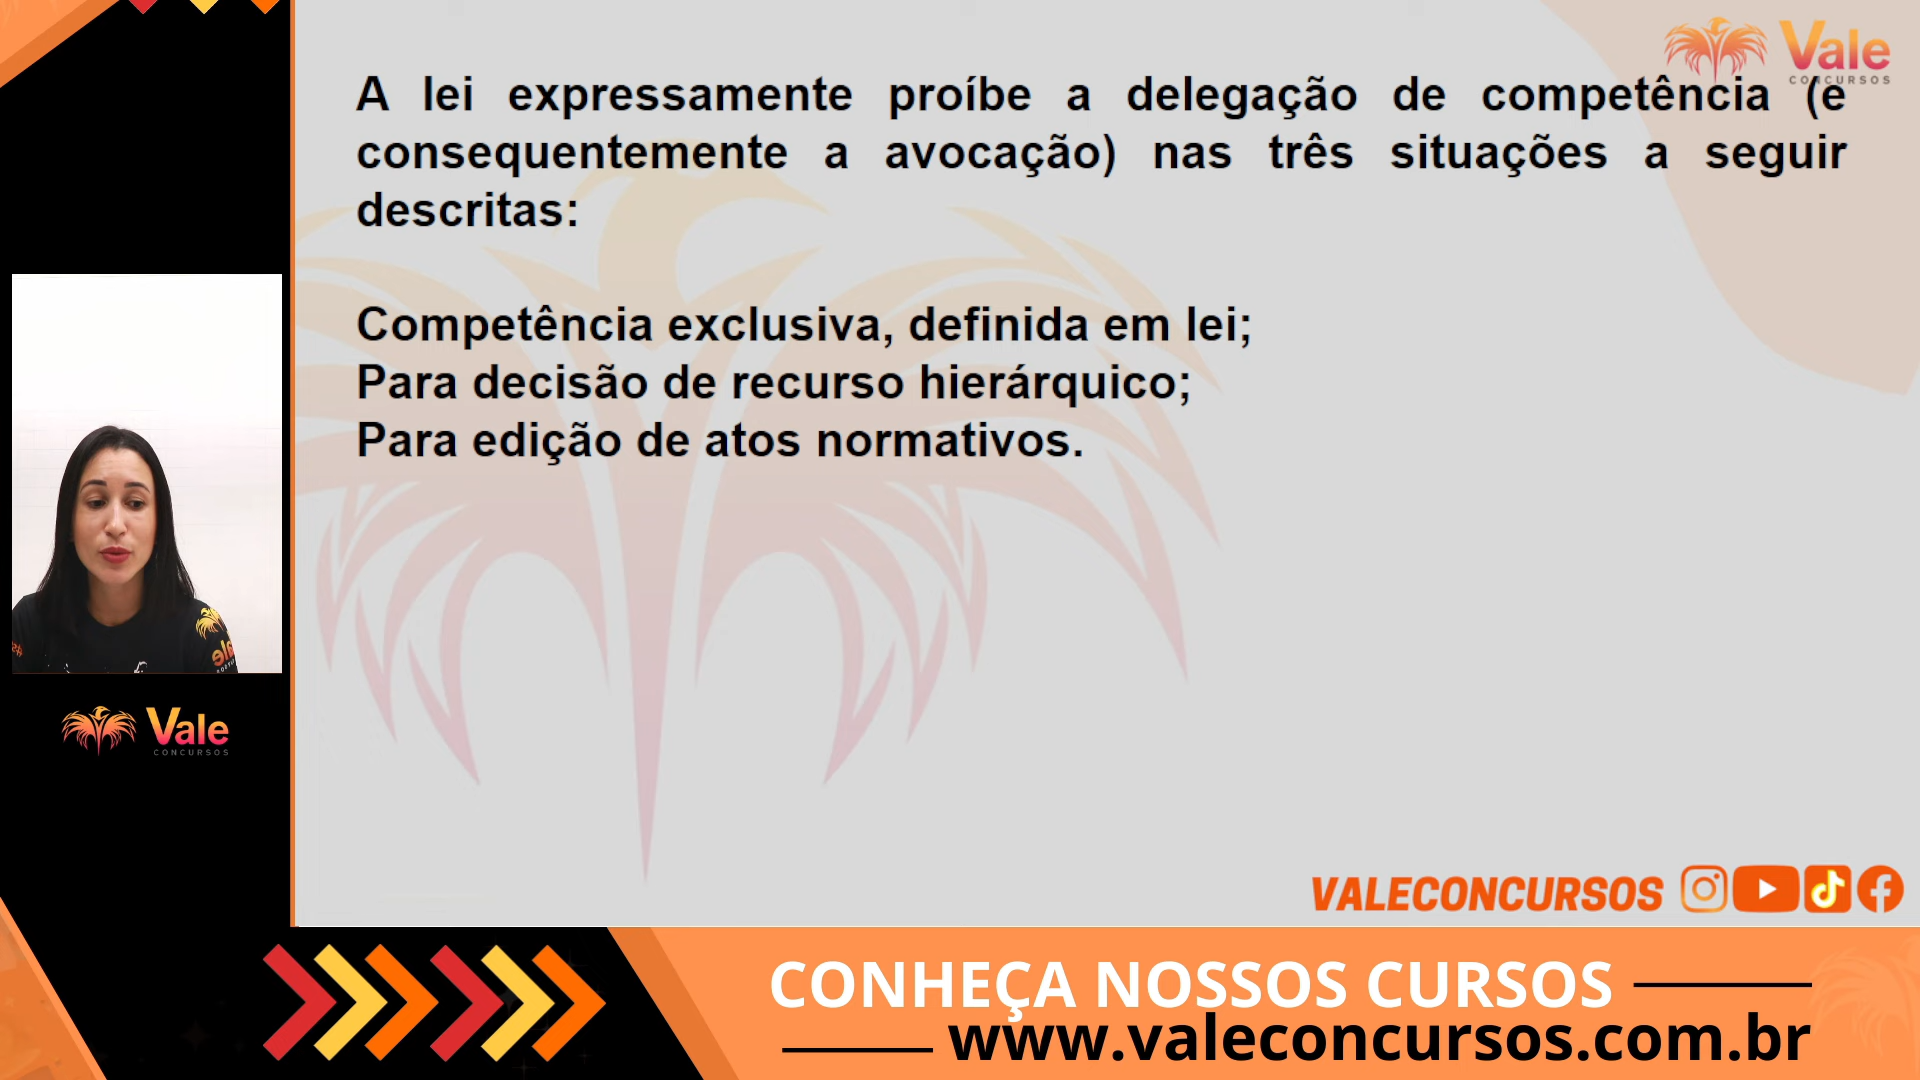 Vale
CONCURSOS
A lei expressamente proíbe a delegação de competência (e
consequentemente a avocação) nas três situações a seguir
descritas:
Competência exclusiva, definida em lei;
Para decisão de recurso hierárquico;
Para edição de atos normativos.
Vale
CONCURSOS
VALECONCURSOS
CONHEÇA NOSSOS CURSOS
www.valeconcursos.com.br